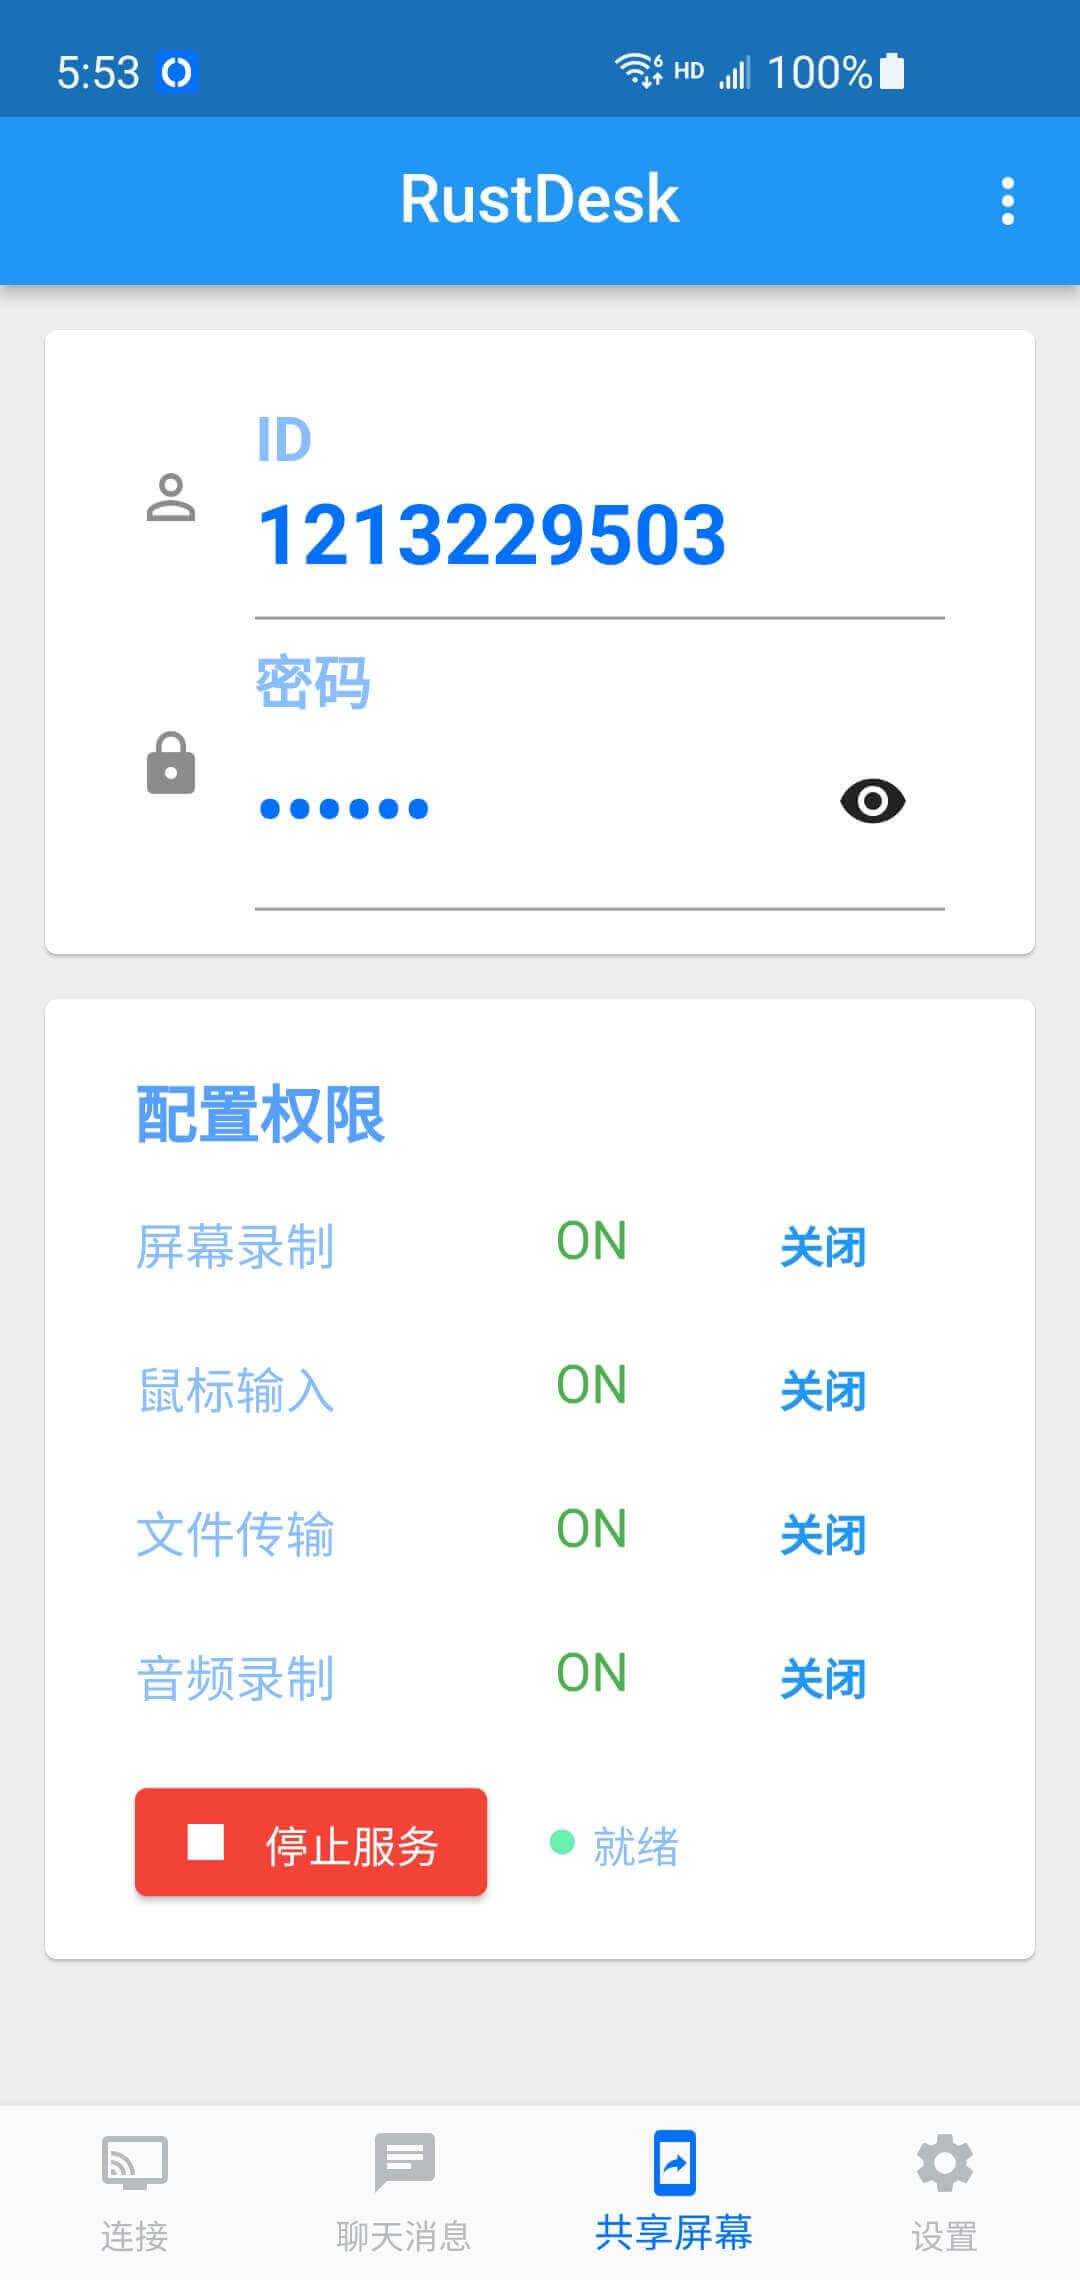 5:53 6 HD 100%
RustDesk
ID
1213229503
密码
••••••
配置权限
屏幕录制 ON 关闭
鼠标输入 ON 关闭
文件传输 ON 关闭
音频录制 ON 关闭
停止服务 就绪
连接 聊天消息 共享屏幕 设置